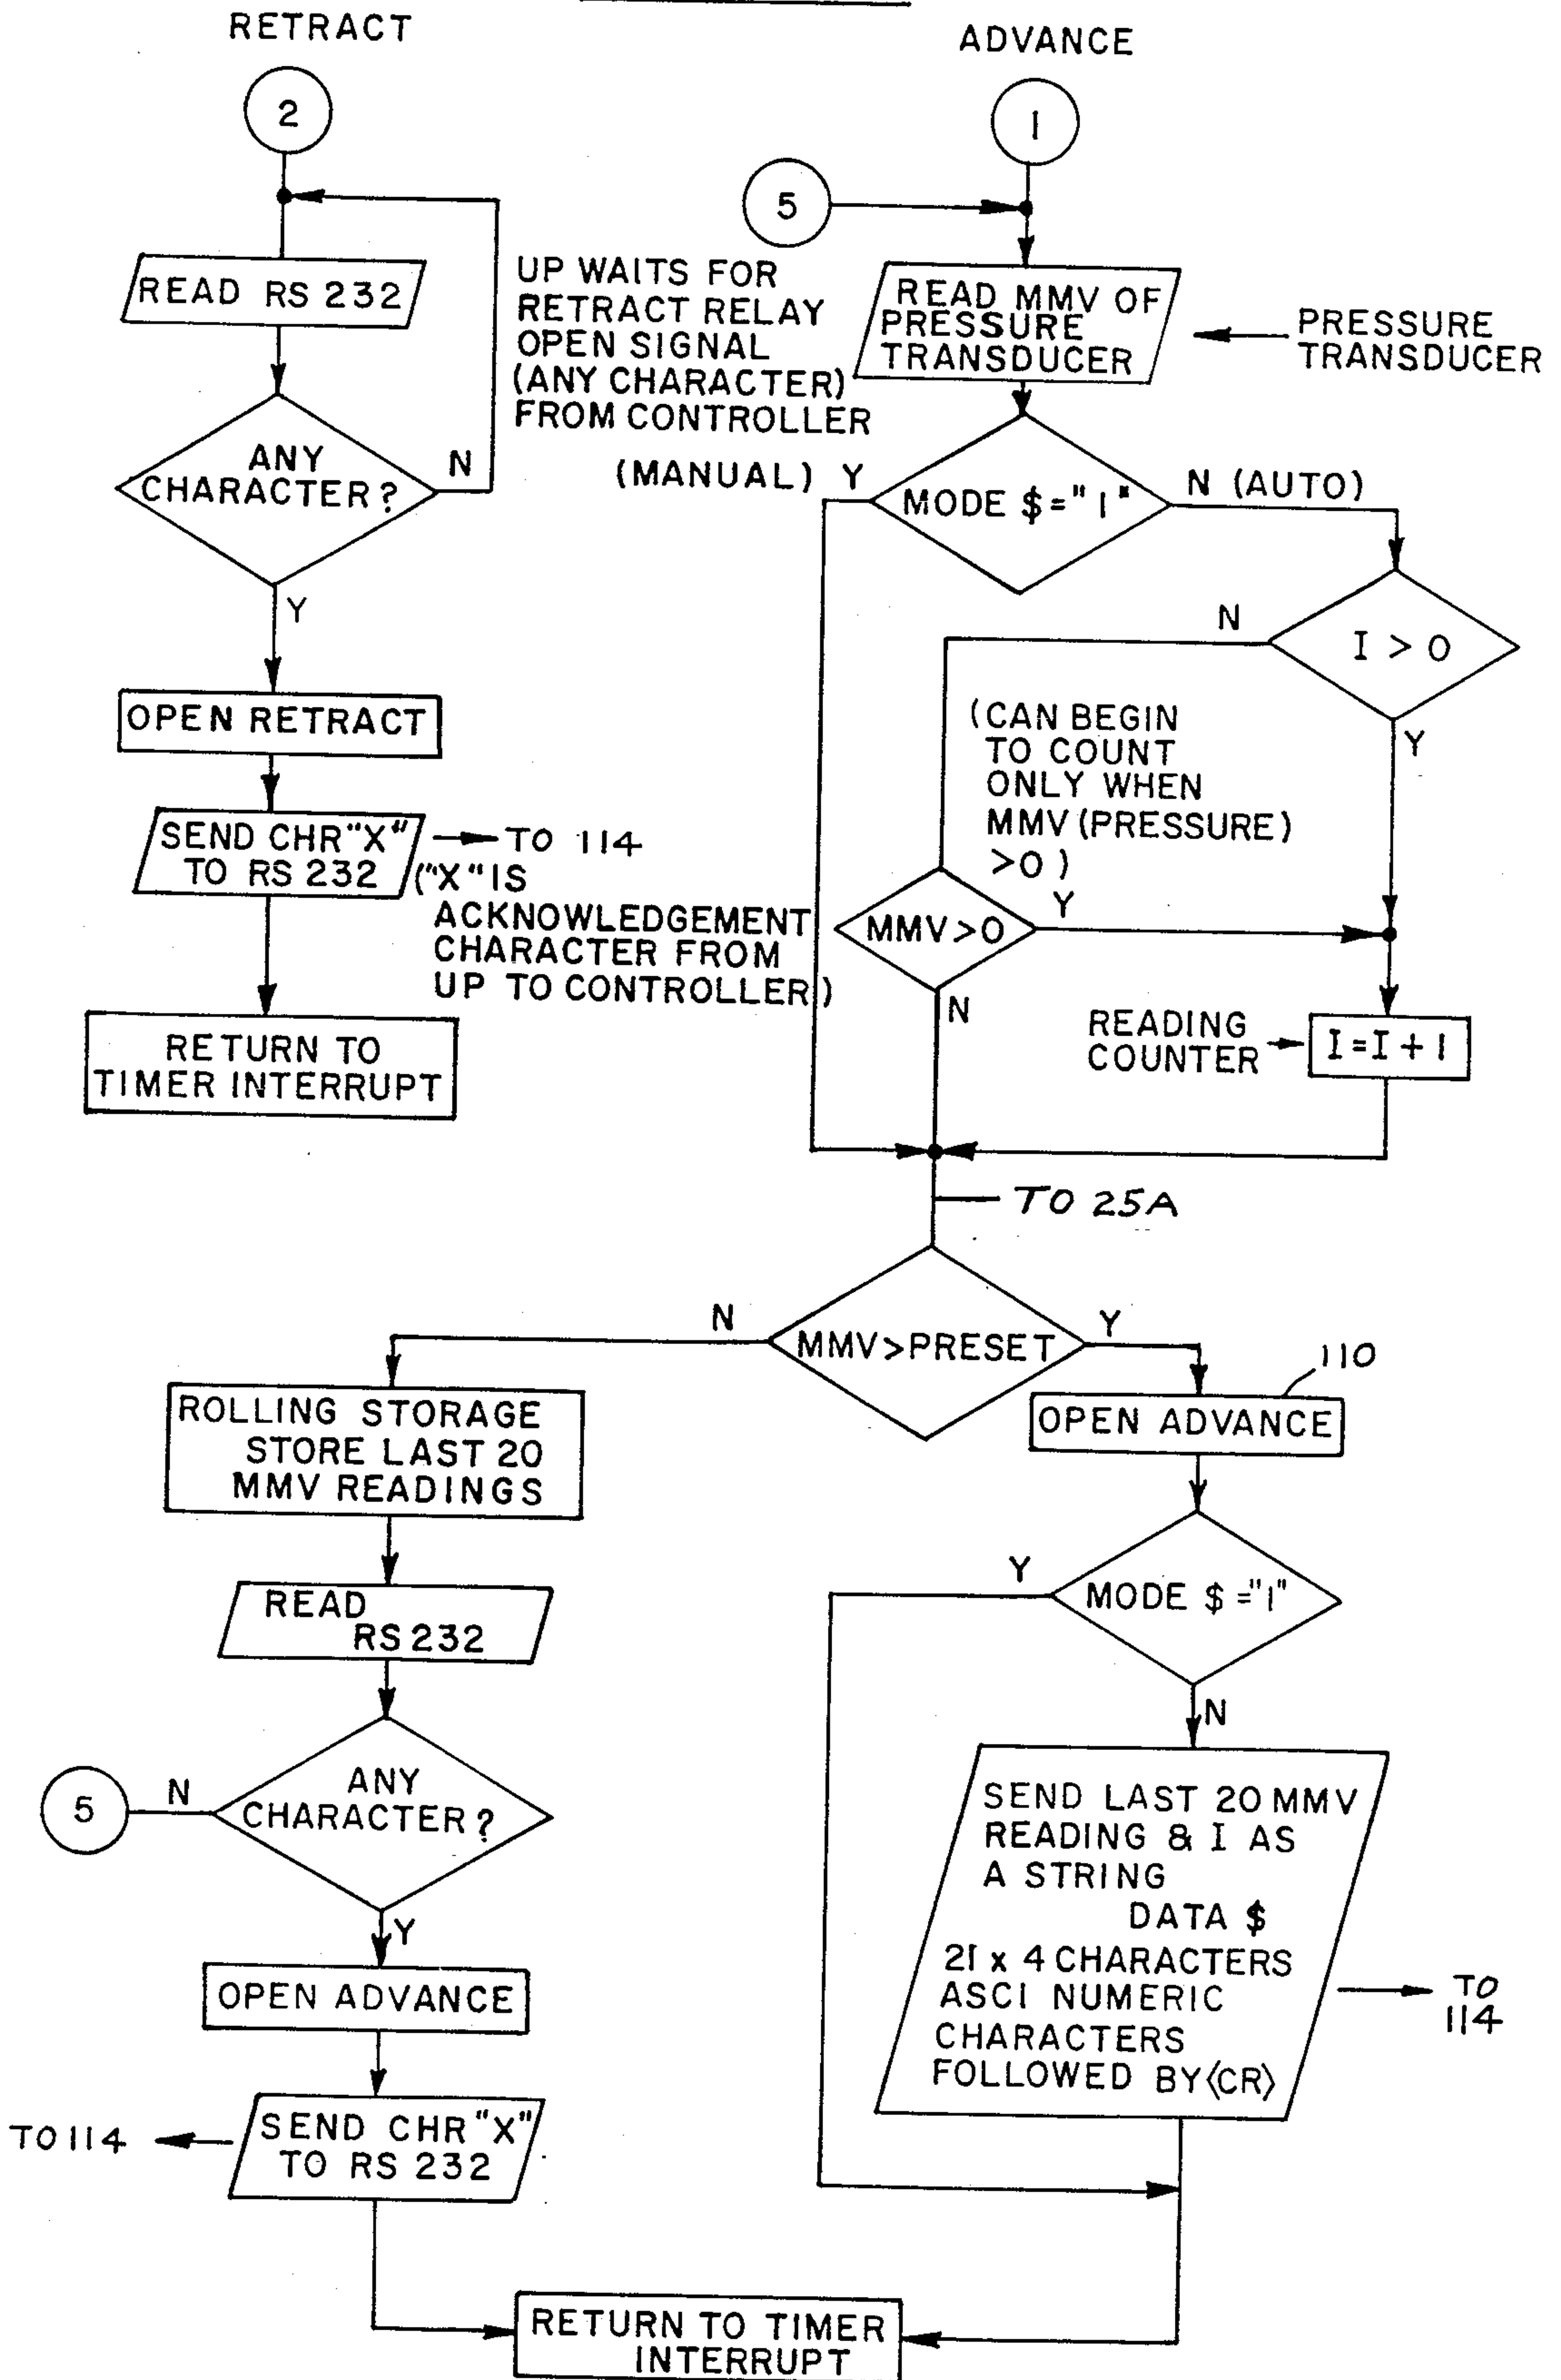 RETRACT
2
READ RS 232
UP WAITS FOR
RETRACT RELAY
OPEN SIGNAL
(ANY CHARACTER)
FROM CONTROLLER
ANY
CHARACTER?
N
Y
OPEN RETRACT
SEND CHR "X"
TO RS 232
TO 114
("X" IS
ACKNOWLEDGEMENT
CHARACTER FROM
UP TO CONTROLLER)
RETURN TO
TIMER INTERRUPT
ADVANCE
1
5
READ MMV OF
PRESSURE
TRANSDUCER
PRESSURE
TRANSDUCER
(MANUAL) Y
MODE $="1"
N (AUTO)
N
I > 0
Y
(CAN BEGIN
TO COUNT
ONLY WHEN
MMV (PRESSURE)
>0 )
MMV>0
Y
N
READING
COUNTER
I=I+1
TO 25A
N
MMV>PRESET
Y
110
ROLLING STORAGE
STORE LAST 20
MMV READINGS
READ
RS 232
5
N
ANY
CHARACTER?
Y
OPEN ADVANCE
TO 114
SEND CHR "X"
TO RS 232
OPEN ADVANCE
Y
MODE $ ="1"
N
SEND LAST 20 MMV
READING & I AS
A STRING
DATA $
21 x 4 CHARACTERS
ASCI NUMERIC
CHARACTERS
FOLLOWED BY <CR>
TO
114
RETURN TO TIMER
INTERRUPT